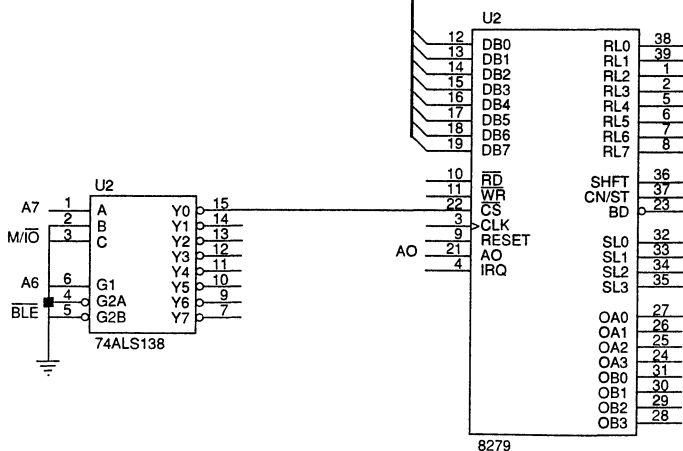 U2
12 DB0 RL0 38
13 DB1 RL1 39
14 DB2 RL2 1
15 DB3 RL3 2
16 DB4 RL4 5
17 DB5 RL5 6
18 DB6 RL6 7
19 DB7 RL7 8
10 RD SHFT 36
11 WR CN/ST 37
22 CS BD 23
3 CLK
9 RESET SL0 32
AO 21 AO SL1 33
4 IRQ SL2 34
SL3 35
OA0 27
OA1 26
OA2 25
OA3 24
OB0 31
OB1 30
OB2 29
OB3 28
8279
U2
A7 1 A Y0 15
2 B Y1 14
M/IO 3 C Y2 13
Y3 12
Y4 11
A6 6 G1 Y5 10
4 G2A Y6 9
BLE 5 G2B Y7 7
74ALS138